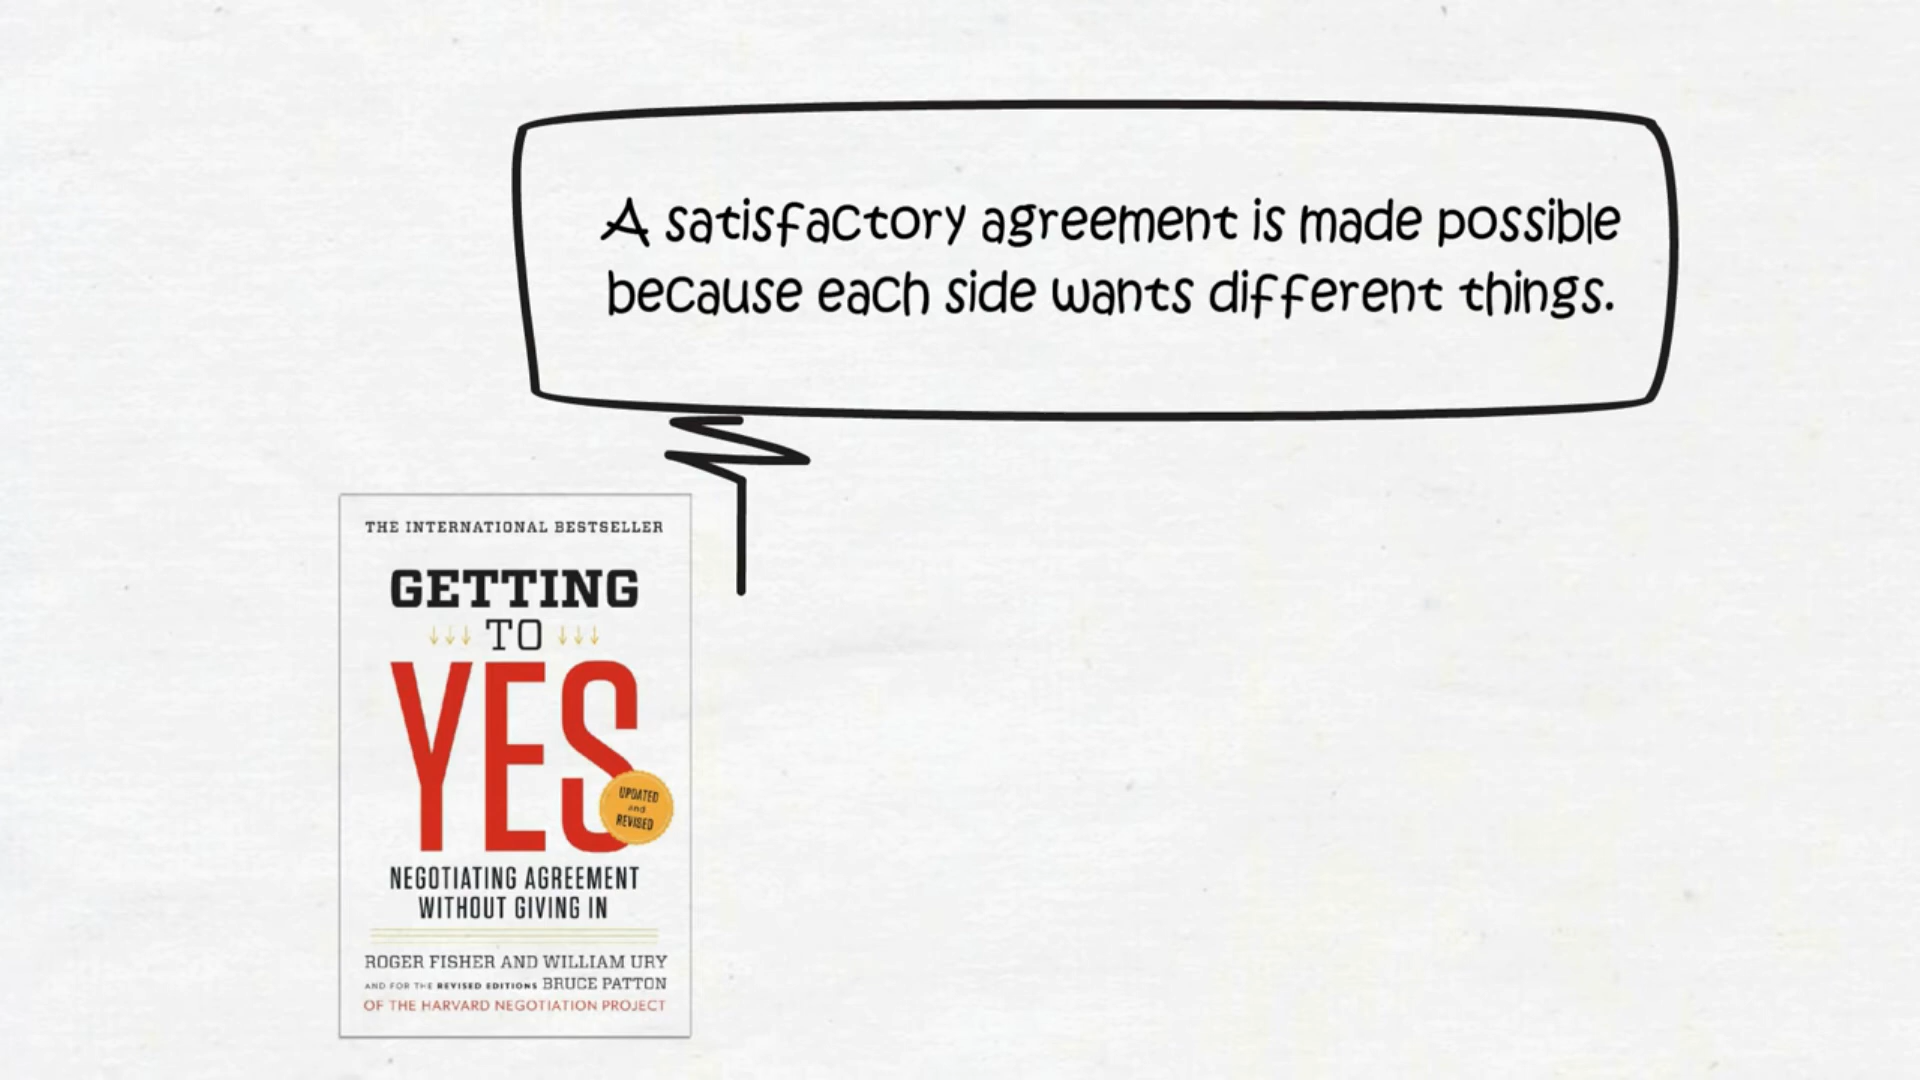 A satisfactory agreement is made possible
because each side wants different things.
THE INTERNATIONAL BESTSELLER
GETTING
TO
YES
UPDATED
and
REVISED
NEGOTIATING AGREEMENT
WITHOUT GIVING IN
ROGER FISHER AND WILLIAM URY
AND FOR THE REVISED EDITIONS BRUCE PATTON
OF THE HARVARD NEGOTIATION PROJECT